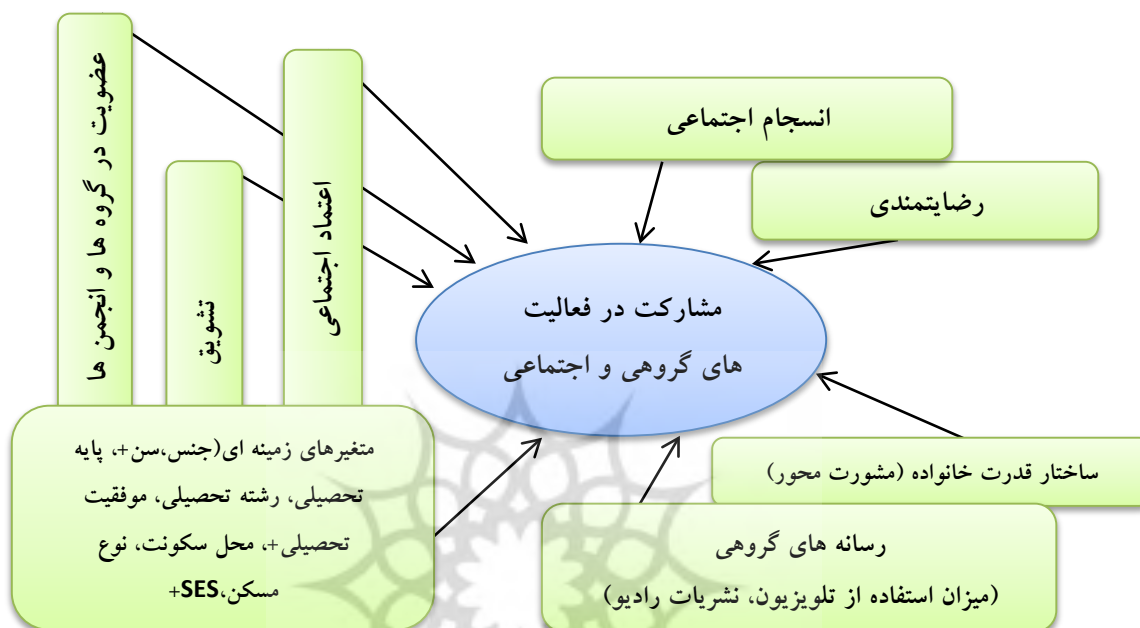 عضویت در گروه ها و انجمن ها
تشویق
اعتماد اجتماعی
انسجام اجتماعی
رضایتمندی
مشارکت در فعالیت
های گروهی و اجتماعی
متغیرهای زمینه ای(جنس،سن+، پایه
تحصیلی، رشته تحصیلی، موفقیت
تحصیلی+، محل سکونت، نوع
مسکن،SES+
ساختار قدرت خانواده (مشورت محور)
رسانه های گروهی
(میزان استفاده از تلویزیون، نشریات رادیو)